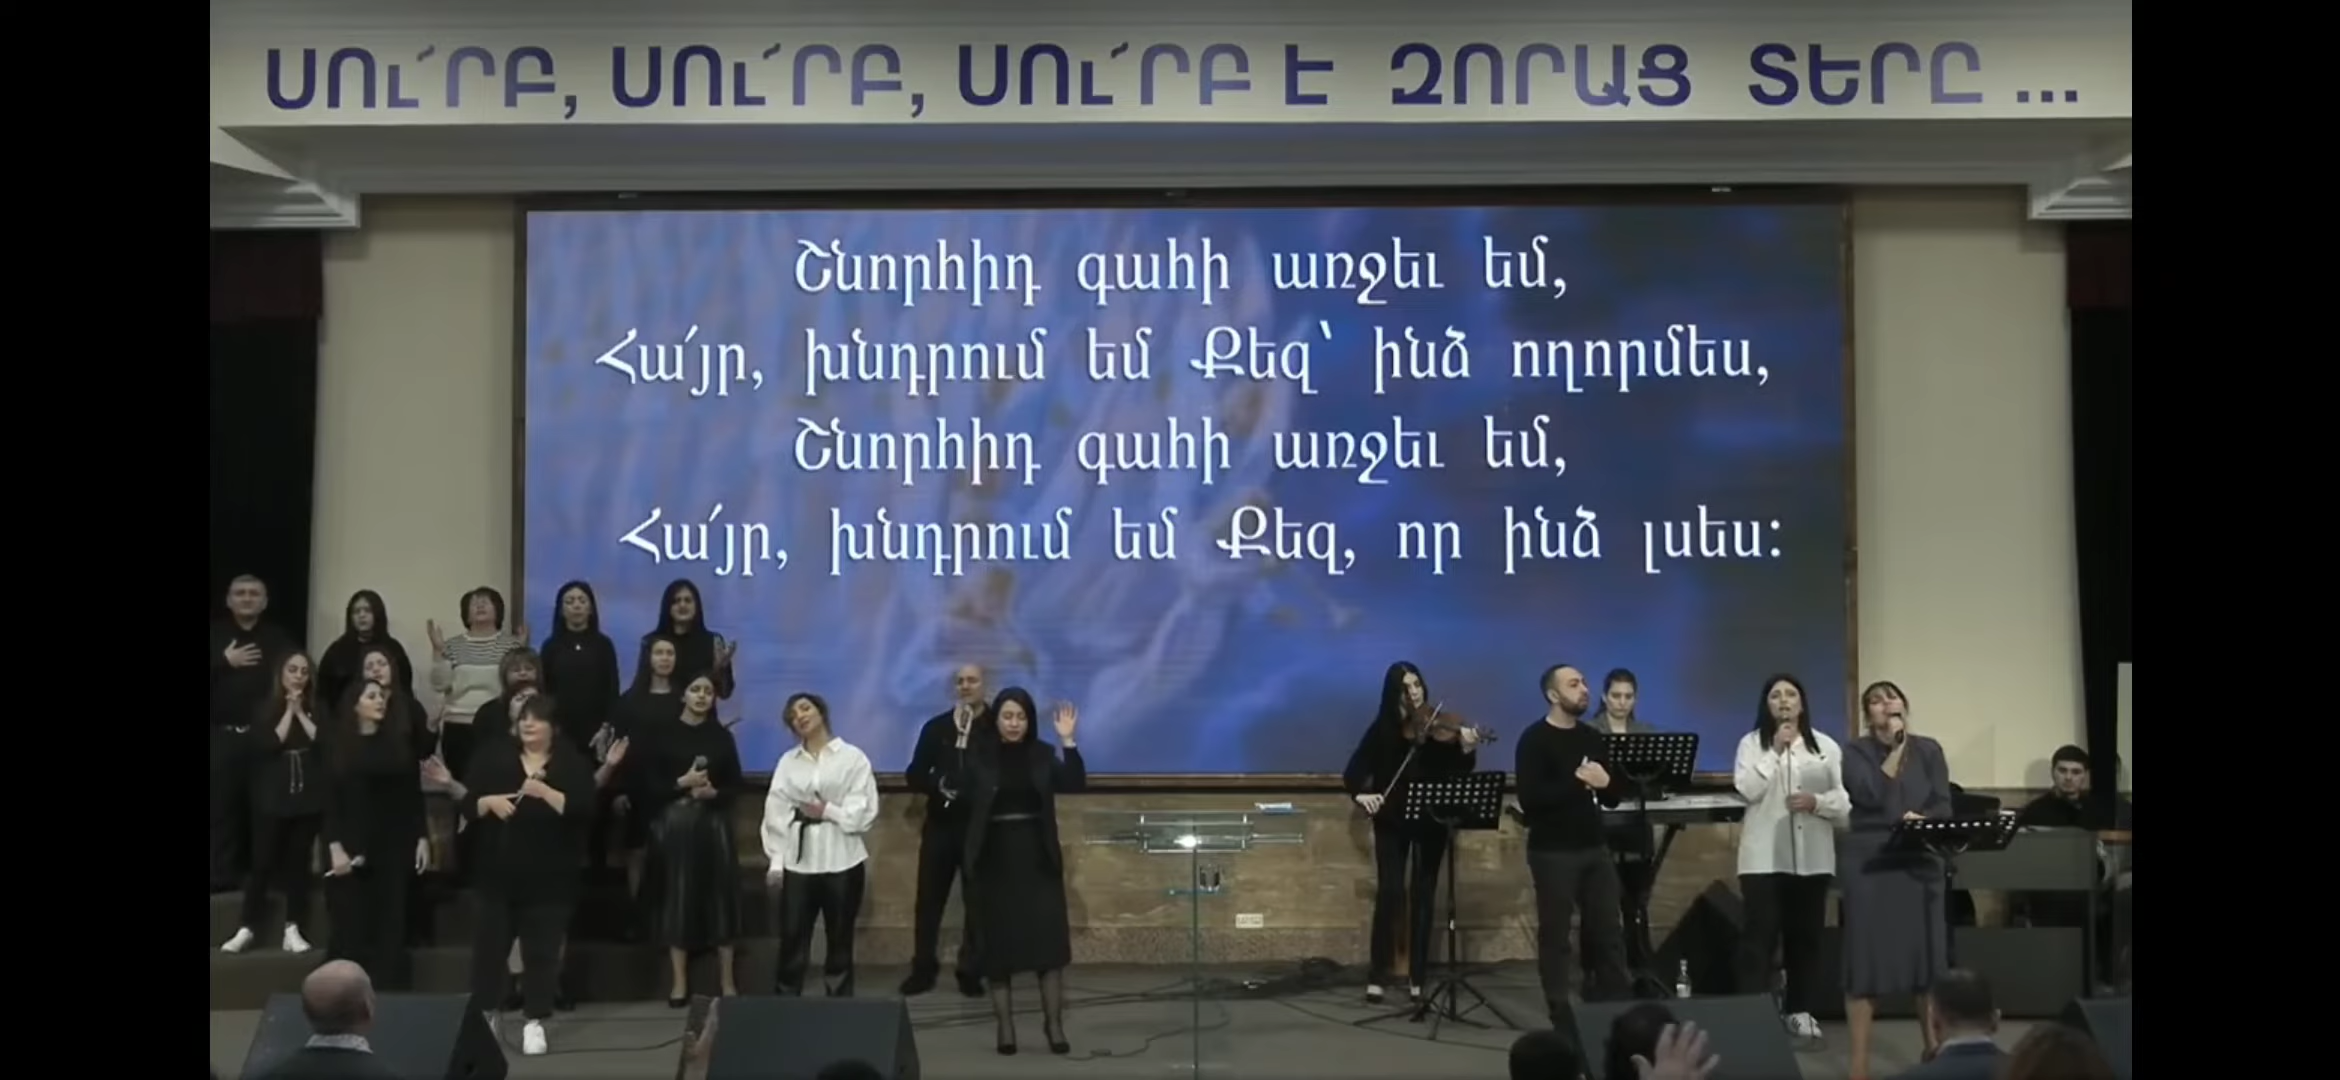 ՍՈւ՜ՐԲ, ՍՈւ՜ՐԲ, ՍՈւ՜ՐԲ Է ԶՈՐԱՑ ՏԵՐԸ ...
Շնորհիդ գահի առջեւ եմ,
Հա՛յր, խնդրում եմ Քեզ՝ ինձ ողորմես,
Շնորհիդ գահի առջեւ եմ,
Հա՛յր, խնդրում եմ Քեզ, որ ինձ լսես: